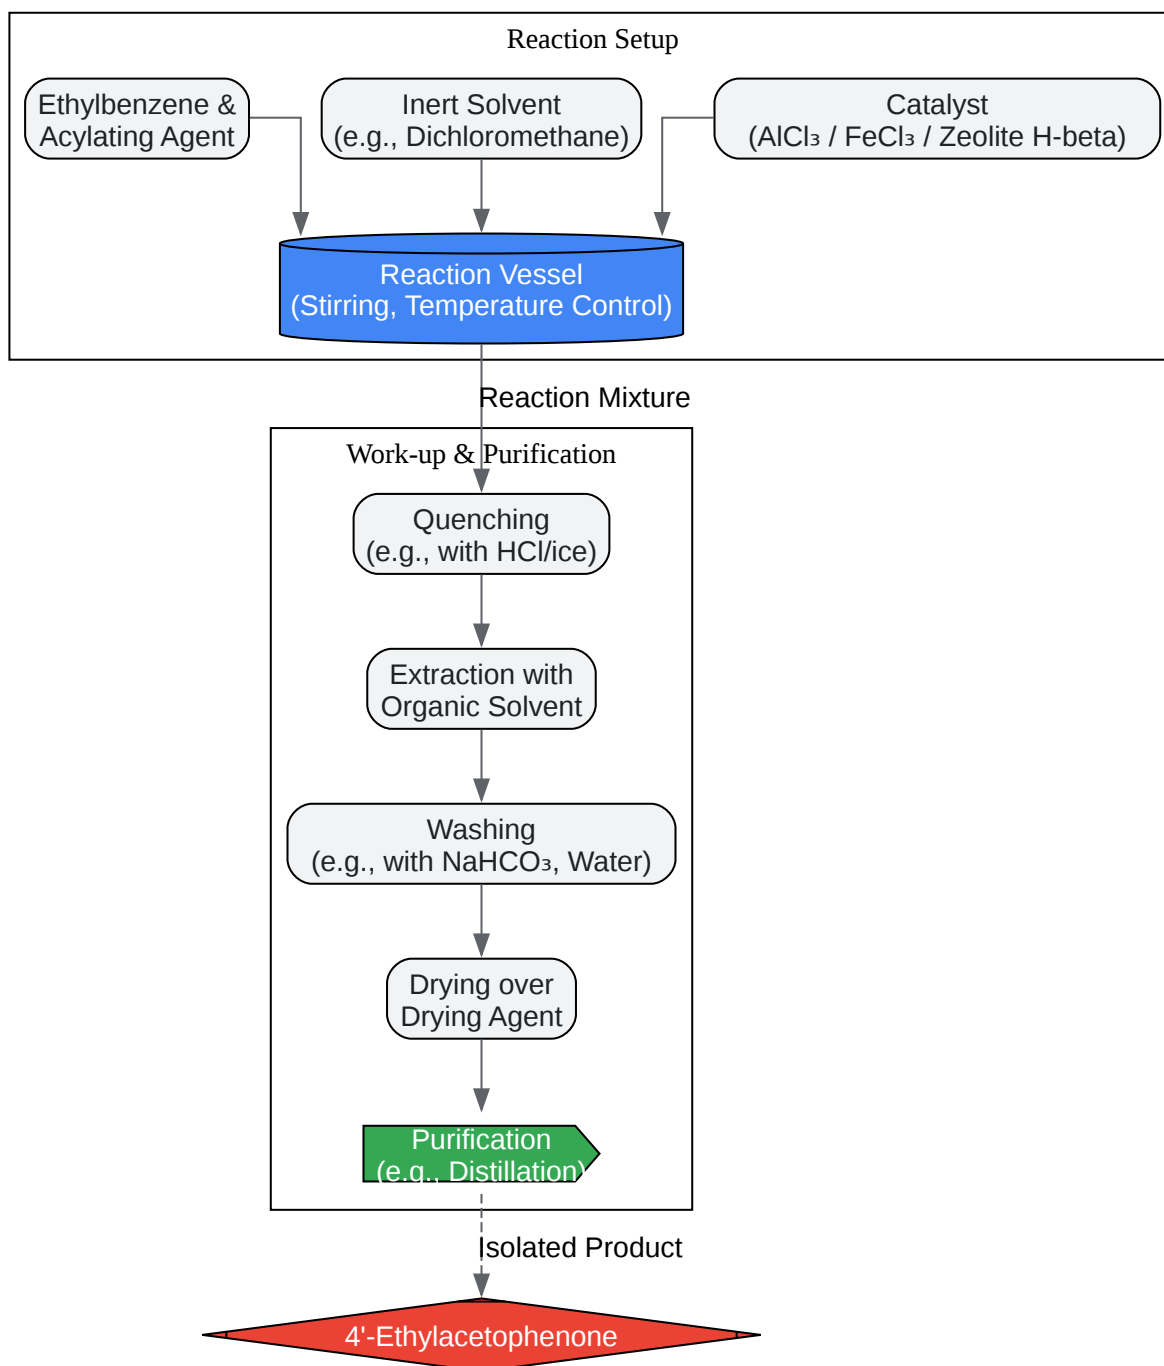 Reaction Setup
Ethylbenzene &
Acylating Agent
Inert Solvent
(e.g., Dichloromethane)
Catalyst
(AlCl₃ / FeCl₃ / Zeolite H-beta)
Reaction Vessel
(Stirring, Temperature Control)
Reaction Mixture
Work-up & Purification
Quenching
(e.g., with HCl/ice)
Extraction with
Organic Solvent
Washing
(e.g., with NaHCO₃, Water)
Drying over
Drying Agent
Purification
(e.g., Distillation)
Isolated Product
4'-Ethylacetophenone